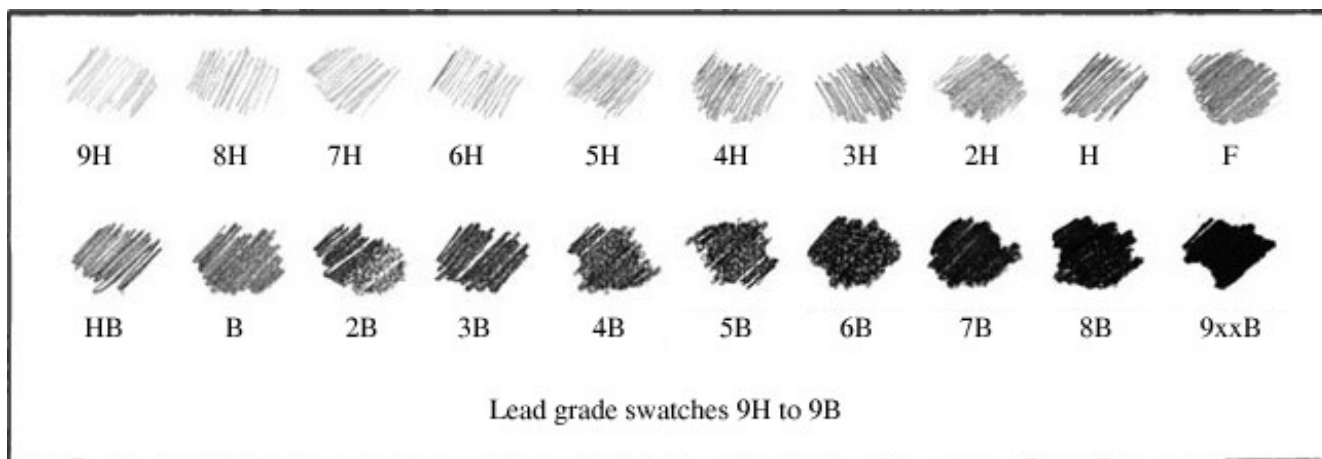 9H 8H 7H 6H 5H 4H 3H 2H H F
HB B 2B 3B 4B 5B 6B 7B 8B 9xxB
Lead grade swatches 9H to 9B